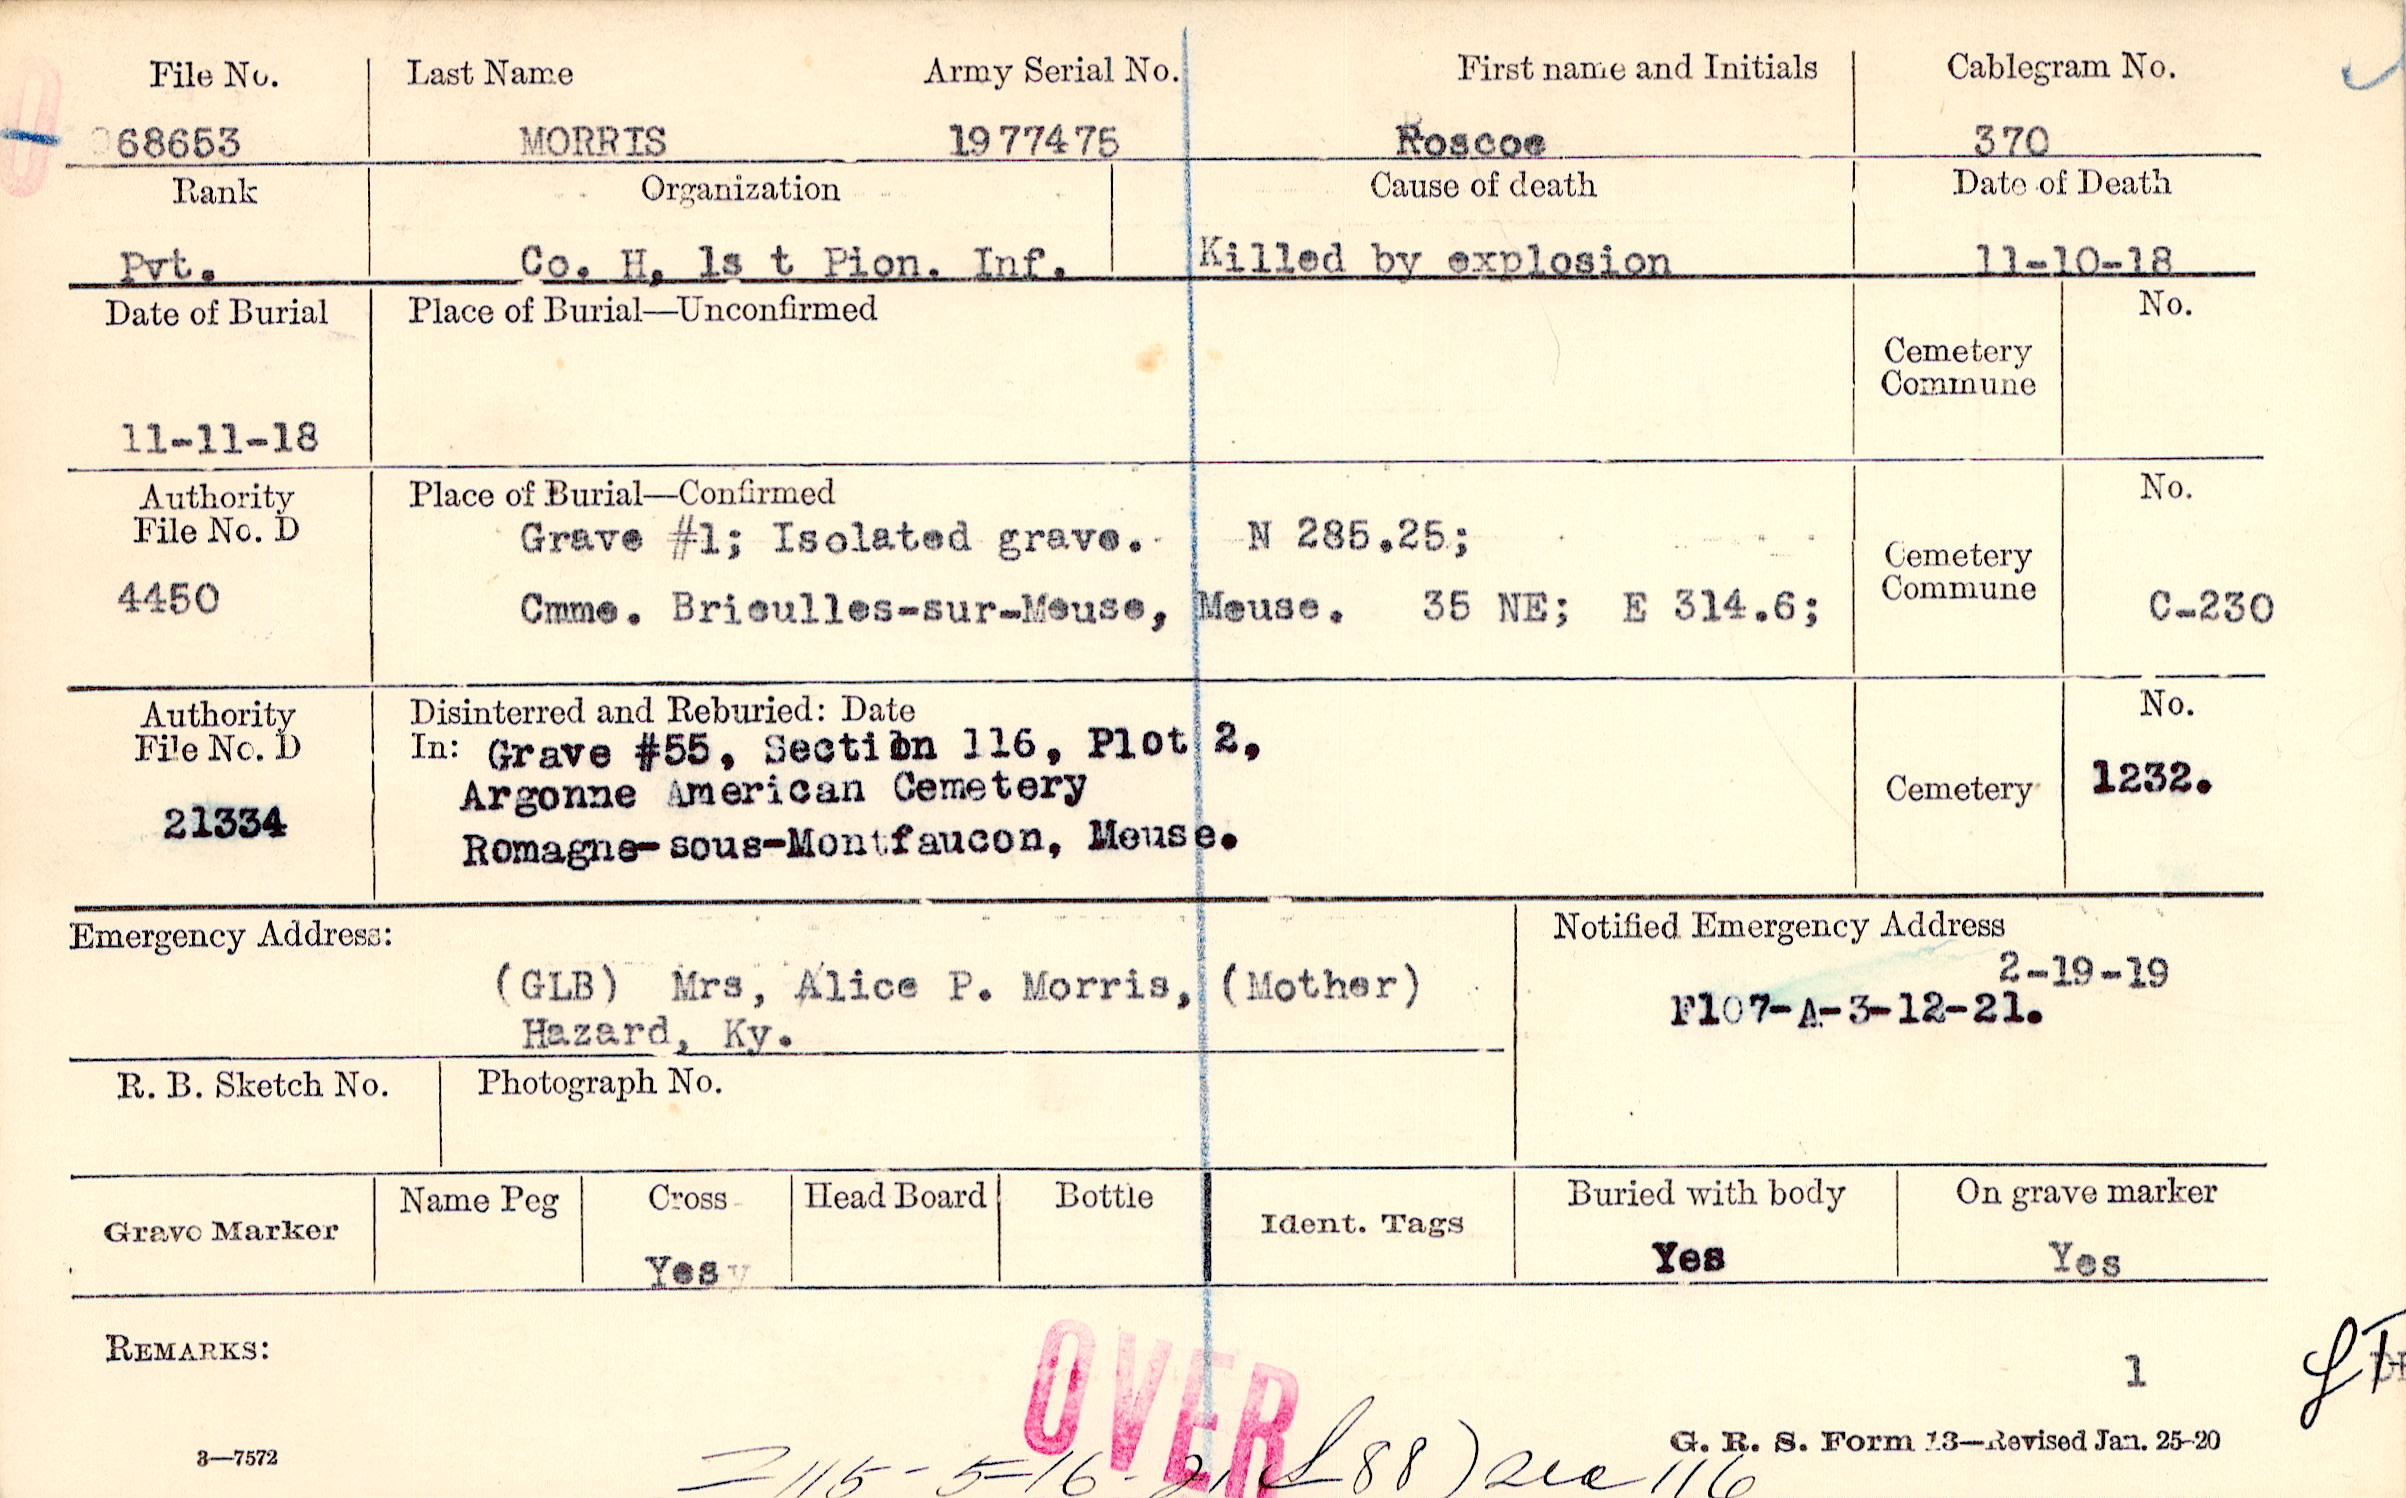 File No. Last Name Army Serial No. First name and Initials Cablegram No.
68653 MORRIS 1977475 Roscoe 370
Rank Organization Cause of death Date of Death
Pvt. Co. H, 1s t Pion. Inf. Killed by explosion 11-10-18
Date of Burial Place of Burial—Unconfirmed No.
Cemetery
Commune
11-11-18
Authority Place of Burial—Confirmed No.
File No. D Grave #1; Isolated grave. N 285.25;
Cemetery
Commune
4450 Cmme. Brieulles-sur-Meuse, Meuse. 35 NE; E 314.6; C-230
Authority Disinterred and Reburied: Date No.
File No. D In: Grave #55, Section 116, Plot 2,
Argonne American Cemetery Cemetery 1232.
21334 Romagne-sous-Montfaucon, Meuse.
Emergency Address: Notified Emergency Address
(GLB) Mrs, Alice P. Morris, (Mother) 2-19-19
Hazard, Ky. F107-A-3-12-21.
R. B. Sketch No. Photograph No.
Grave Marker Name Peg Cross Head Board Bottle Ident. Tags Buried with body On grave marker
Yes Yes Yes
REMARKS:
1
OVER
3—7572 G. R. S. Form 13—Revised Jan. 25-20
115-5-16-21 88) 116